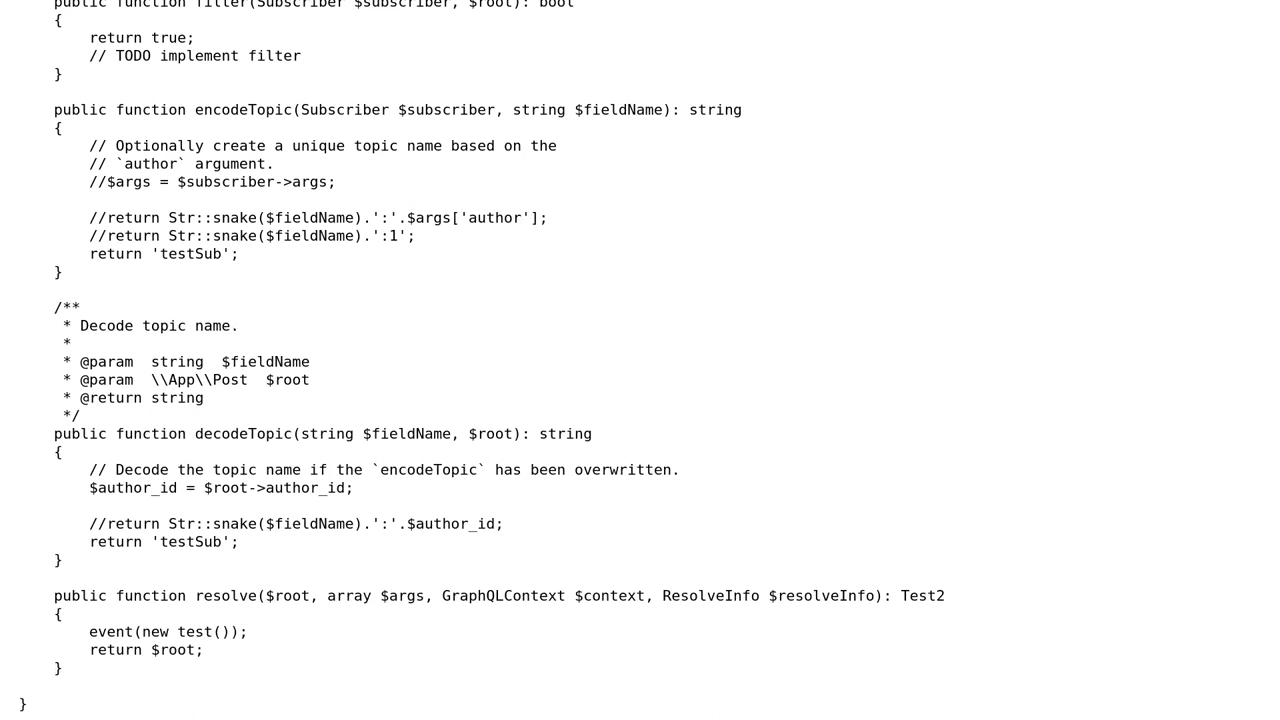 public function filter(Subscriber $subscriber, $root): bool
    {
        return true;
        // TODO implement filter
    }

    public function encodeTopic(Subscriber $subscriber, string $fieldName): string
    {
        // Optionally create a unique topic name based on the
        // `author` argument.
        //$args = $subscriber->args;

        //return Str::snake($fieldName).':'.$args['author'];
        //return Str::snake($fieldName).':1';
        return 'testSub';
    }

    /**
     * Decode topic name.
     *
     * @param  string  $fieldName
     * @param  \\App\\Post  $root
     * @return string
     */
    public function decodeTopic(string $fieldName, $root): string
    {
        // Decode the topic name if the `encodeTopic` has been overwritten.
        $author_id = $root->author_id;

        //return Str::snake($fieldName).':'.$author_id;
        return 'testSub';
    }

    public function resolve($root, array $args, GraphQLContext $context, ResolveInfo $resolveInfo): Test2
    {
        event(new test());
        return $root;
    }

}